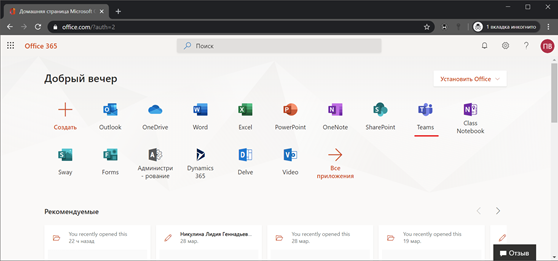 Домашняя страница Microsoft
1 вкладка инкогнито
office.com/?auth=2
Office 365
Поиск
ПВ
Добрый вечер
Установить Office
Создать
Outlook
OneDrive
Word
Excel
PowerPoint
OneNote
SharePoint
Teams
Class
Notebook
Sway
Forms
Администри
- рование
Dynamics
365
Delve
Video
Все
приложения
Рекомендуемые
You recently opened this
22 ч назад
Никулина Лидия Геннадьев...
28 мар.
You recently opened this
28 мар.
You recently opened this
19 мар.
Отзыв